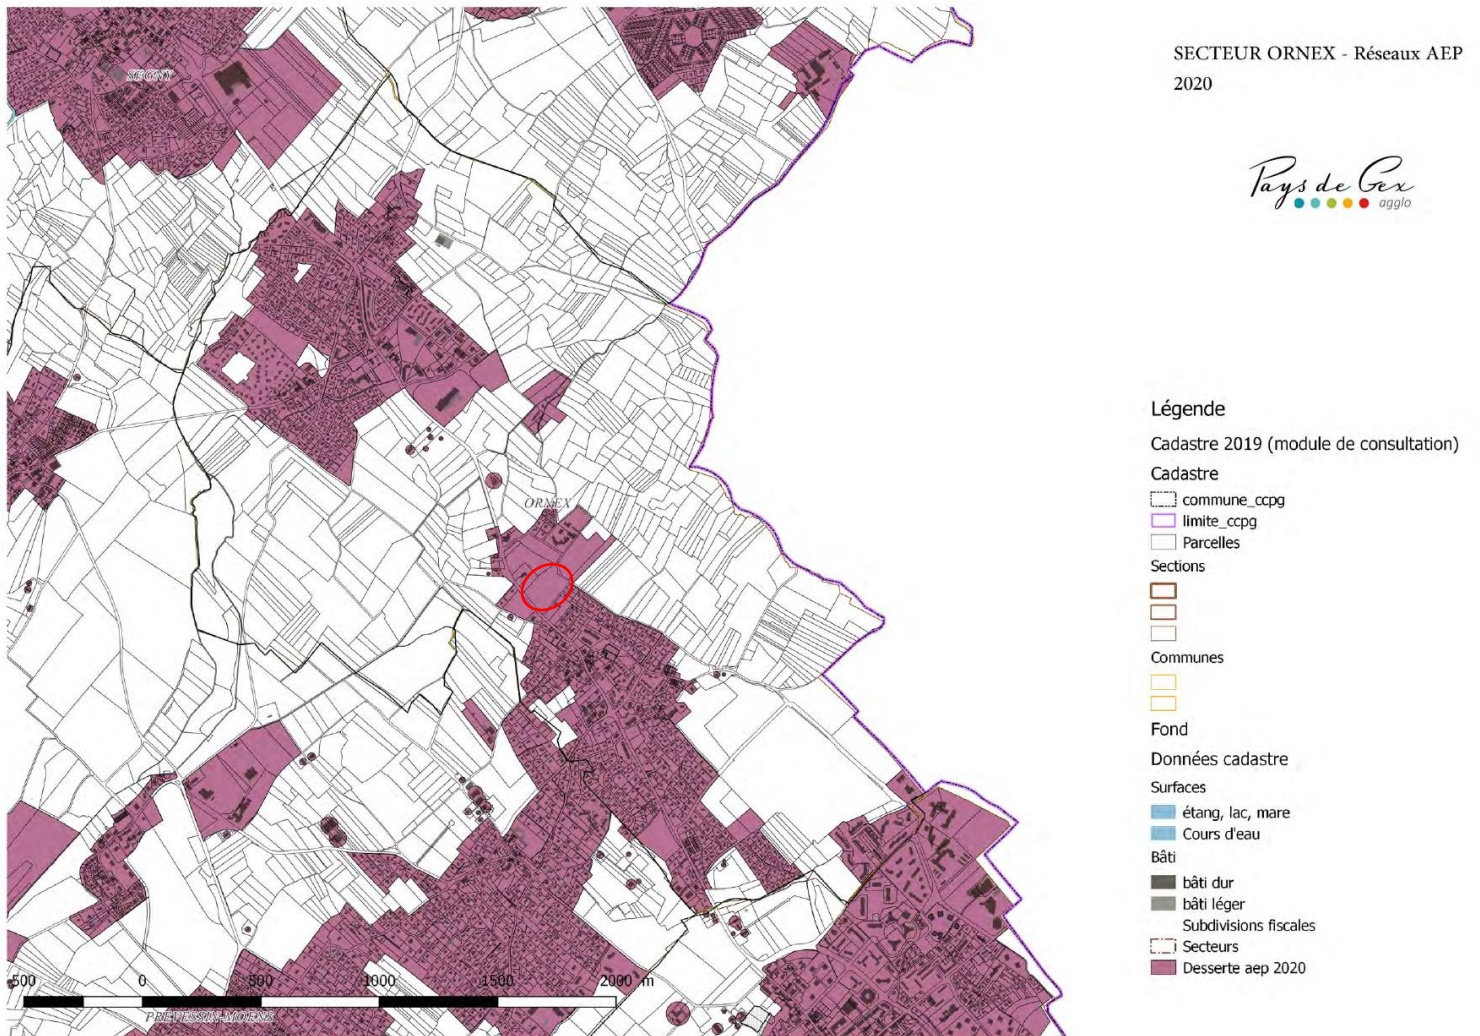 SEGNY
SECTEUR ORNEX - Réseaux AEP
2020
Pays de Gex
agglo
ORNEX
Légende
Cadastre 2019 (module de consultation)
Cadastre
commune_ccpg
limite_ccpg
Parcelles
Sections
Communes
Fond
Données cadastre
Surfaces
étang, lac, mare
Cours d'eau
Bâti
bâti dur
bâti léger
Subdivisions fiscales
Secteurs
Desserte aep 2020
500 0 500 1000 1500 2000 m
PREVESSIN-MOENS